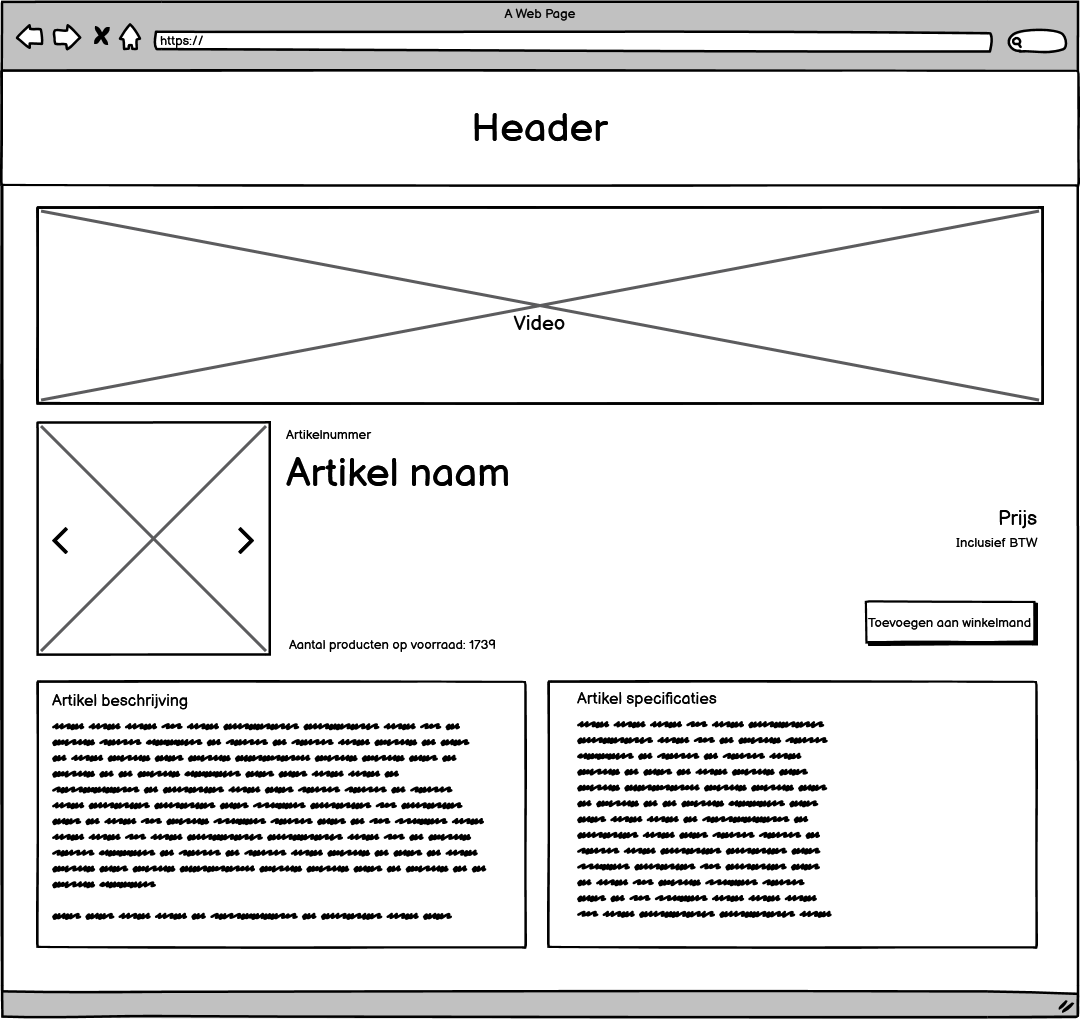 A Web Page
https://
Header
Video
Artikelnummer
Artikel naam
Prijs
Inclusief BTW
Toevoegen aan winkelmand
Aantal producten op voorraad: 1739
Artikel beschrijving
Artikel specificaties